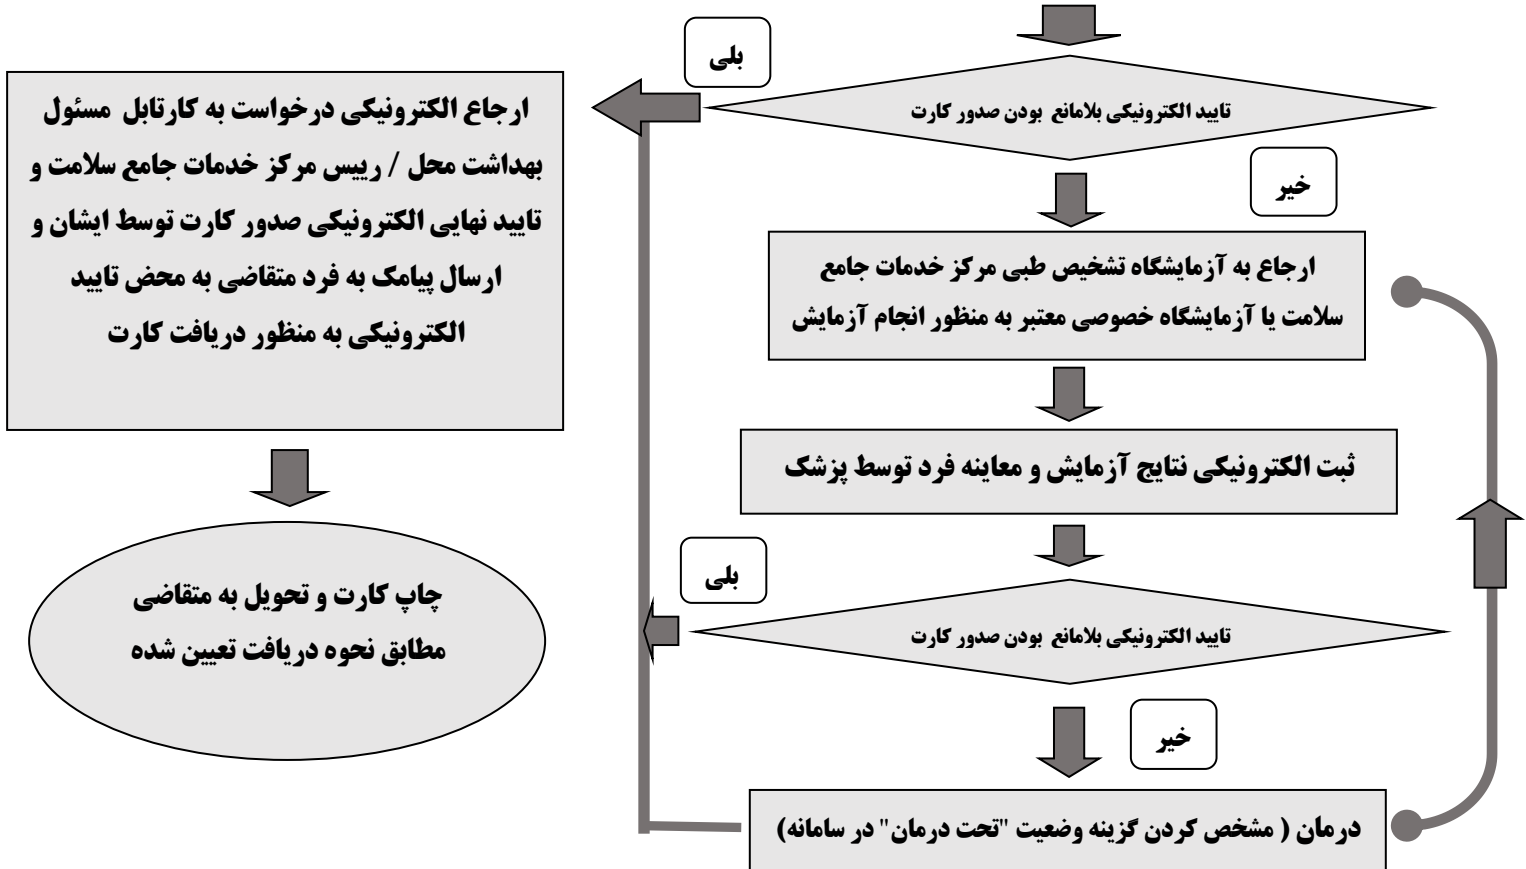 بلی
تایید الکترونیکی بلامانع بودن صدور کارت
ارجاع الکترونیکی درخواست به کارتابل مسئول
بهداشت محل / رییس مرکز خدمات جامع سلامت و
تایید نهایی الکترونیکی صدور کارت توسط ایشان و
ارسال پیامک به فرد متقاضی به محض تایید
الکترونیکی به منظور دریافت کارت
خیر
ارجاع به آزمایشگاه تشخیص طبی مرکز خدمات جامع
سلامت یا آزمایشگاه خصوصی معتبر به منظور انجام آزمایش
ثبت الکترونیکی نتایج آزمایش و معاینه فرد توسط پزشک
بلی
تایید الکترونیکی بلامانع بودن صدور کارت
چاپ کارت و تحویل به متقاضی
مطابق نحوه دریافت تعیین شده
خیر
درمان ( مشخص کردن گزینه وضعیت "تحت درمان" در سامانه)